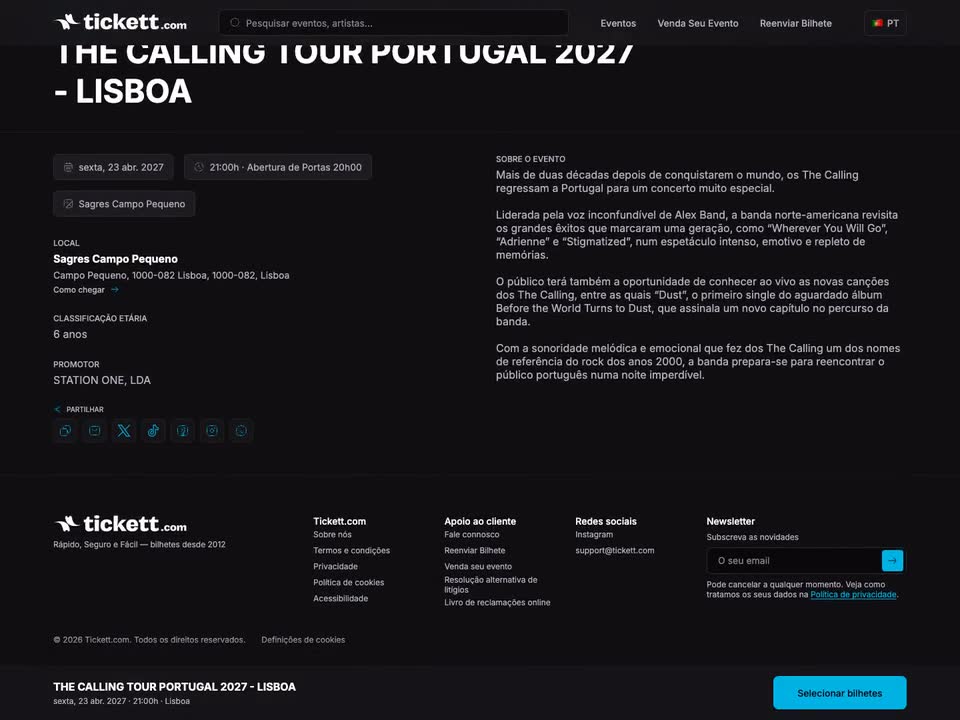 tickett.com
Pesquisar eventos, artistas...
Eventos
Venda Seu Evento
Reenviar Bilhete
PT
THE CALLING TOUR PORTUGAL 2027
- LISBOA
sexta, 23 abr. 2027
21:00h · Abertura de Portas 20h00
Sagres Campo Pequeno
LOCAL
Sagres Campo Pequeno
Campo Pequeno, 1000-082 Lisboa, 1000-082, Lisboa
Como chegar →
CLASSIFICAÇÃO ETÁRIA
6 anos
PROMOTOR
STATION ONE, LDA
PARTILHAR
SOBRE O EVENTO
Mais de duas décadas depois de conquistarem o mundo, os The Calling
regressam a Portugal para um concerto muito especial.
Liderada pela voz inconfundível de Alex Band, a banda norte-americana revisita
os grandes êxitos que marcaram uma geração, como “Wherever You Will Go”,
“Adrienne” e “Stigmatized”, num espetáculo intenso, emotivo e repleto de
memórias.
O público terá também a oportunidade de conhecer ao vivo as novas canções
dos The Calling, entre as quais “Dust”, o primeiro single do aguardado álbum
Before the World Turns to Dust, que assinala um novo capítulo no percurso da
banda.
Com a sonoridade melódica e emocional que fez dos The Calling um dos nomes
de referência do rock dos anos 2000, a banda prepara-se para reencontrar o
público português numa noite imperdível.
tickett.com
Rápido, Seguro e Fácil — bilhetes desde 2012
Tickett.com
Sobre nós
Termos e condições
Privacidade
Política de cookies
Acessibilidade
Apoio ao cliente
Fale connosco
Reenviar Bilhete
Venda seu evento
Resolução alternativa de
litígios
Livro de reclamações online
Redes sociais
Instagram
support@tickett.com
Newsletter
Subscreva as novidades
O seu email
→
Pode cancelar a qualquer momento. Veja como
tratamos os seus dados na Política de privacidade.
© 2026 Tickett.com. Todos os direitos reservados.
Definições de cookies
THE CALLING TOUR PORTUGAL 2027 - LISBOA
sexta, 23 abr. 2027 · 21:00h · Lisboa
Selecionar bilhetes